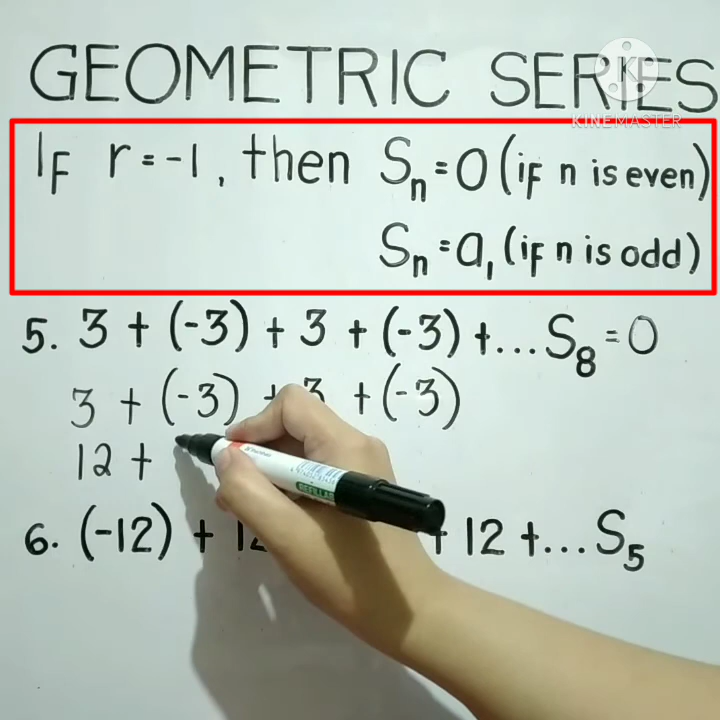 GEOMETRIC SERIES
KINEMASTER
IF r = -1, then Sn = 0 (if n is even)
Sn = a1 (if n is odd)
5. 3 + (-3) + 3 + (-3) + ... S8 = 0
3 + (-3) + 3 + (-3)
12 +
6. (-12) + 12 + 12 + ... S5